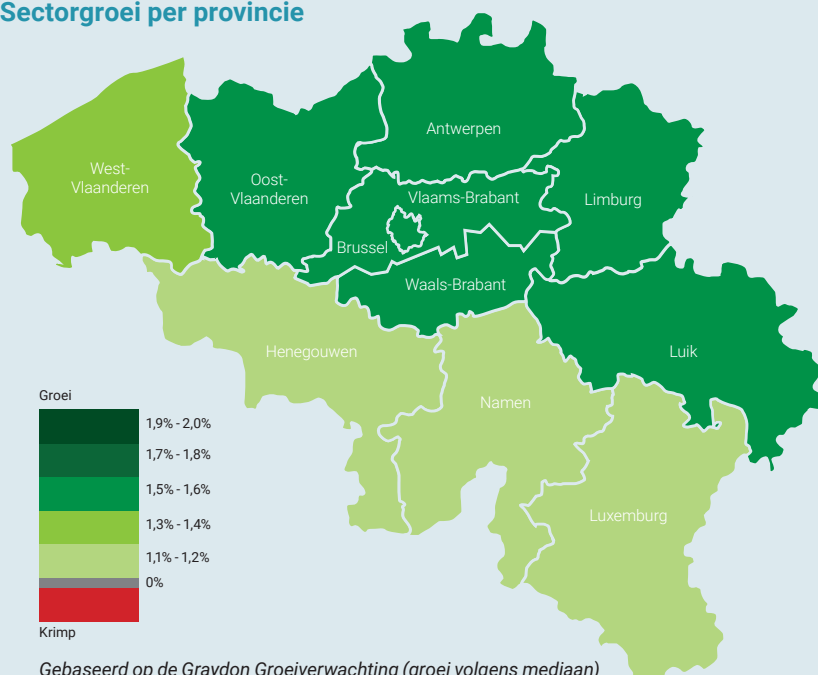 Sectorgroei per provincie
Antwerpen
West-
Vlaanderen
Oost-
Vlaanderen
Vlaams-Brabant
Limburg
Brussel
Waals-Brabant
Henegouwen
Luik
Namen
Luxemburg
Groei
1,9% - 2,0%
1,7% - 1,8%
1,5% - 1,6%
1,3% - 1,4%
1,1% - 1,2%
0%
Krimp
Gebaseerd op de Graydon Groeiverwachting (groei volgens mediaan)